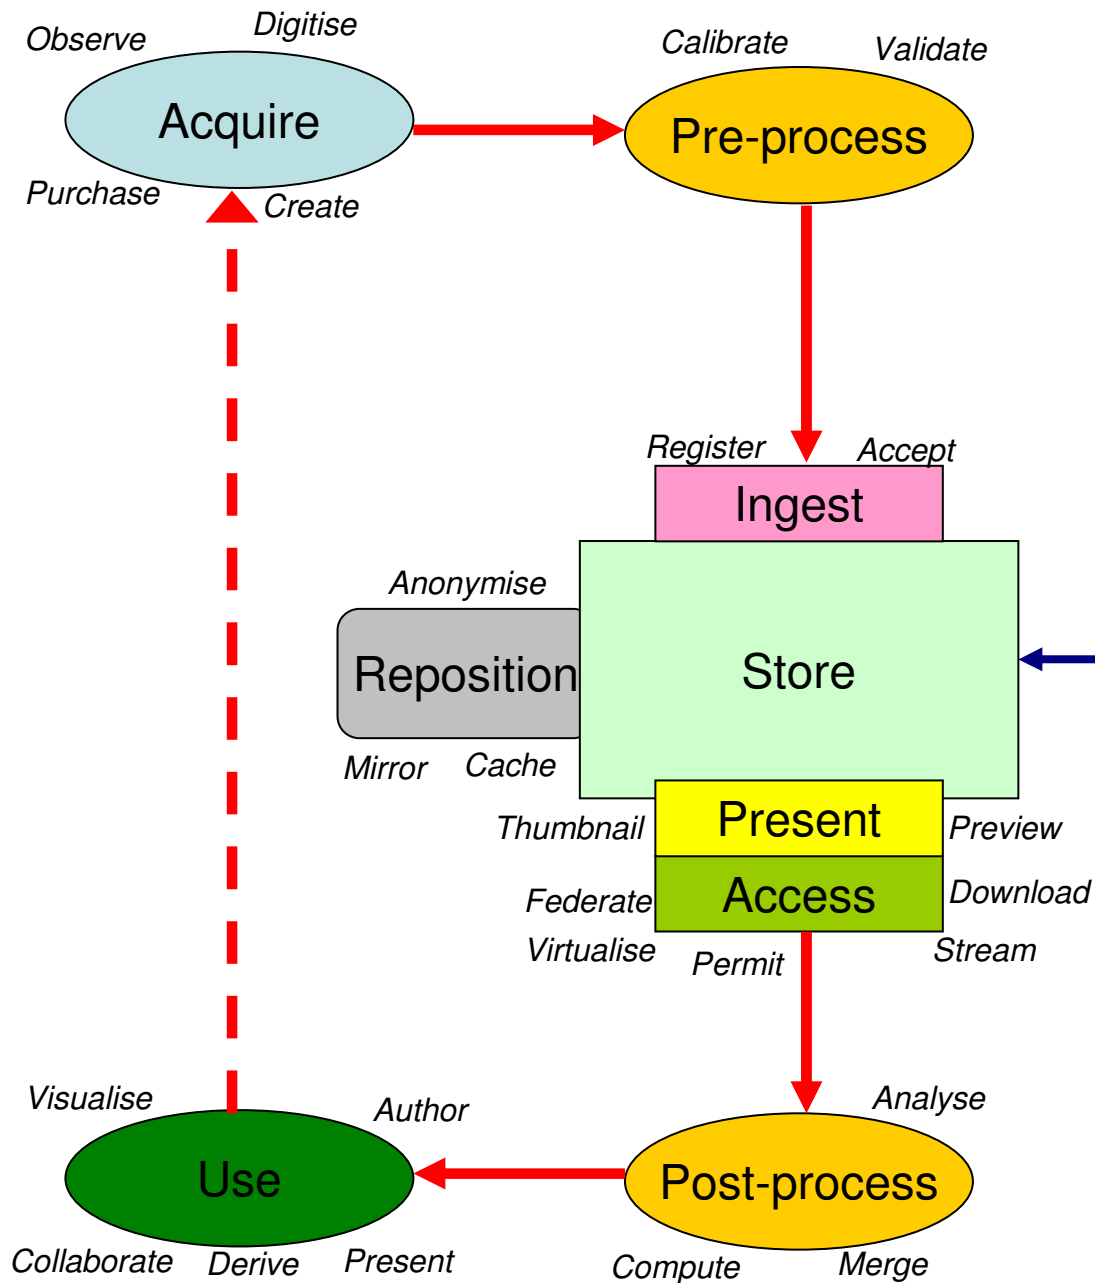 Observe
Digitise
Acquire
Purchase
Create
Calibrate
Validate
Pre-process
Register
Accept
Ingest
Anonymise
Reposition
Store
Mirror
Cache
Thumbnail
Present
Preview
Federate
Access
Download
Virtualise
Permit
Stream
Visualise
Author
Use
Collaborate
Derive
Present
Analyse
Post-process
Compute
Merge